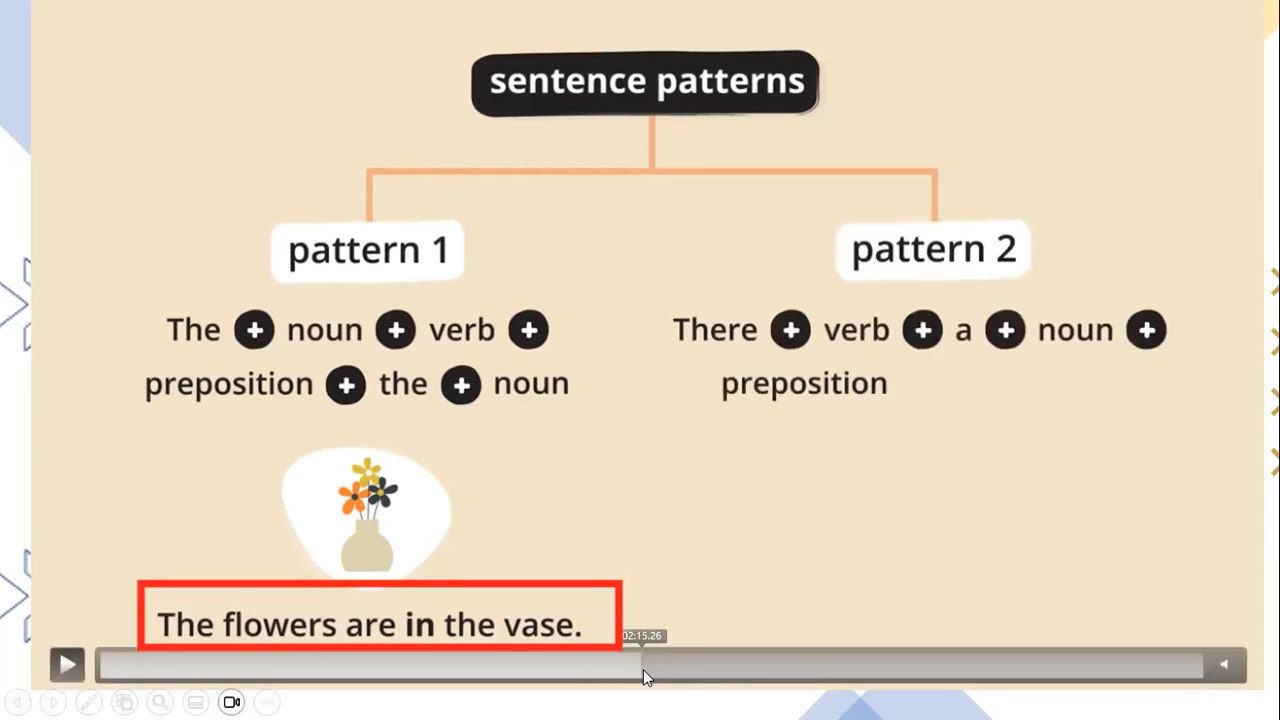 sentence patterns
pattern 1
The + noun + verb +
preposition + the + noun
The flowers are in the vase.
pattern 2
There + verb + a + noun +
preposition
02:15.26